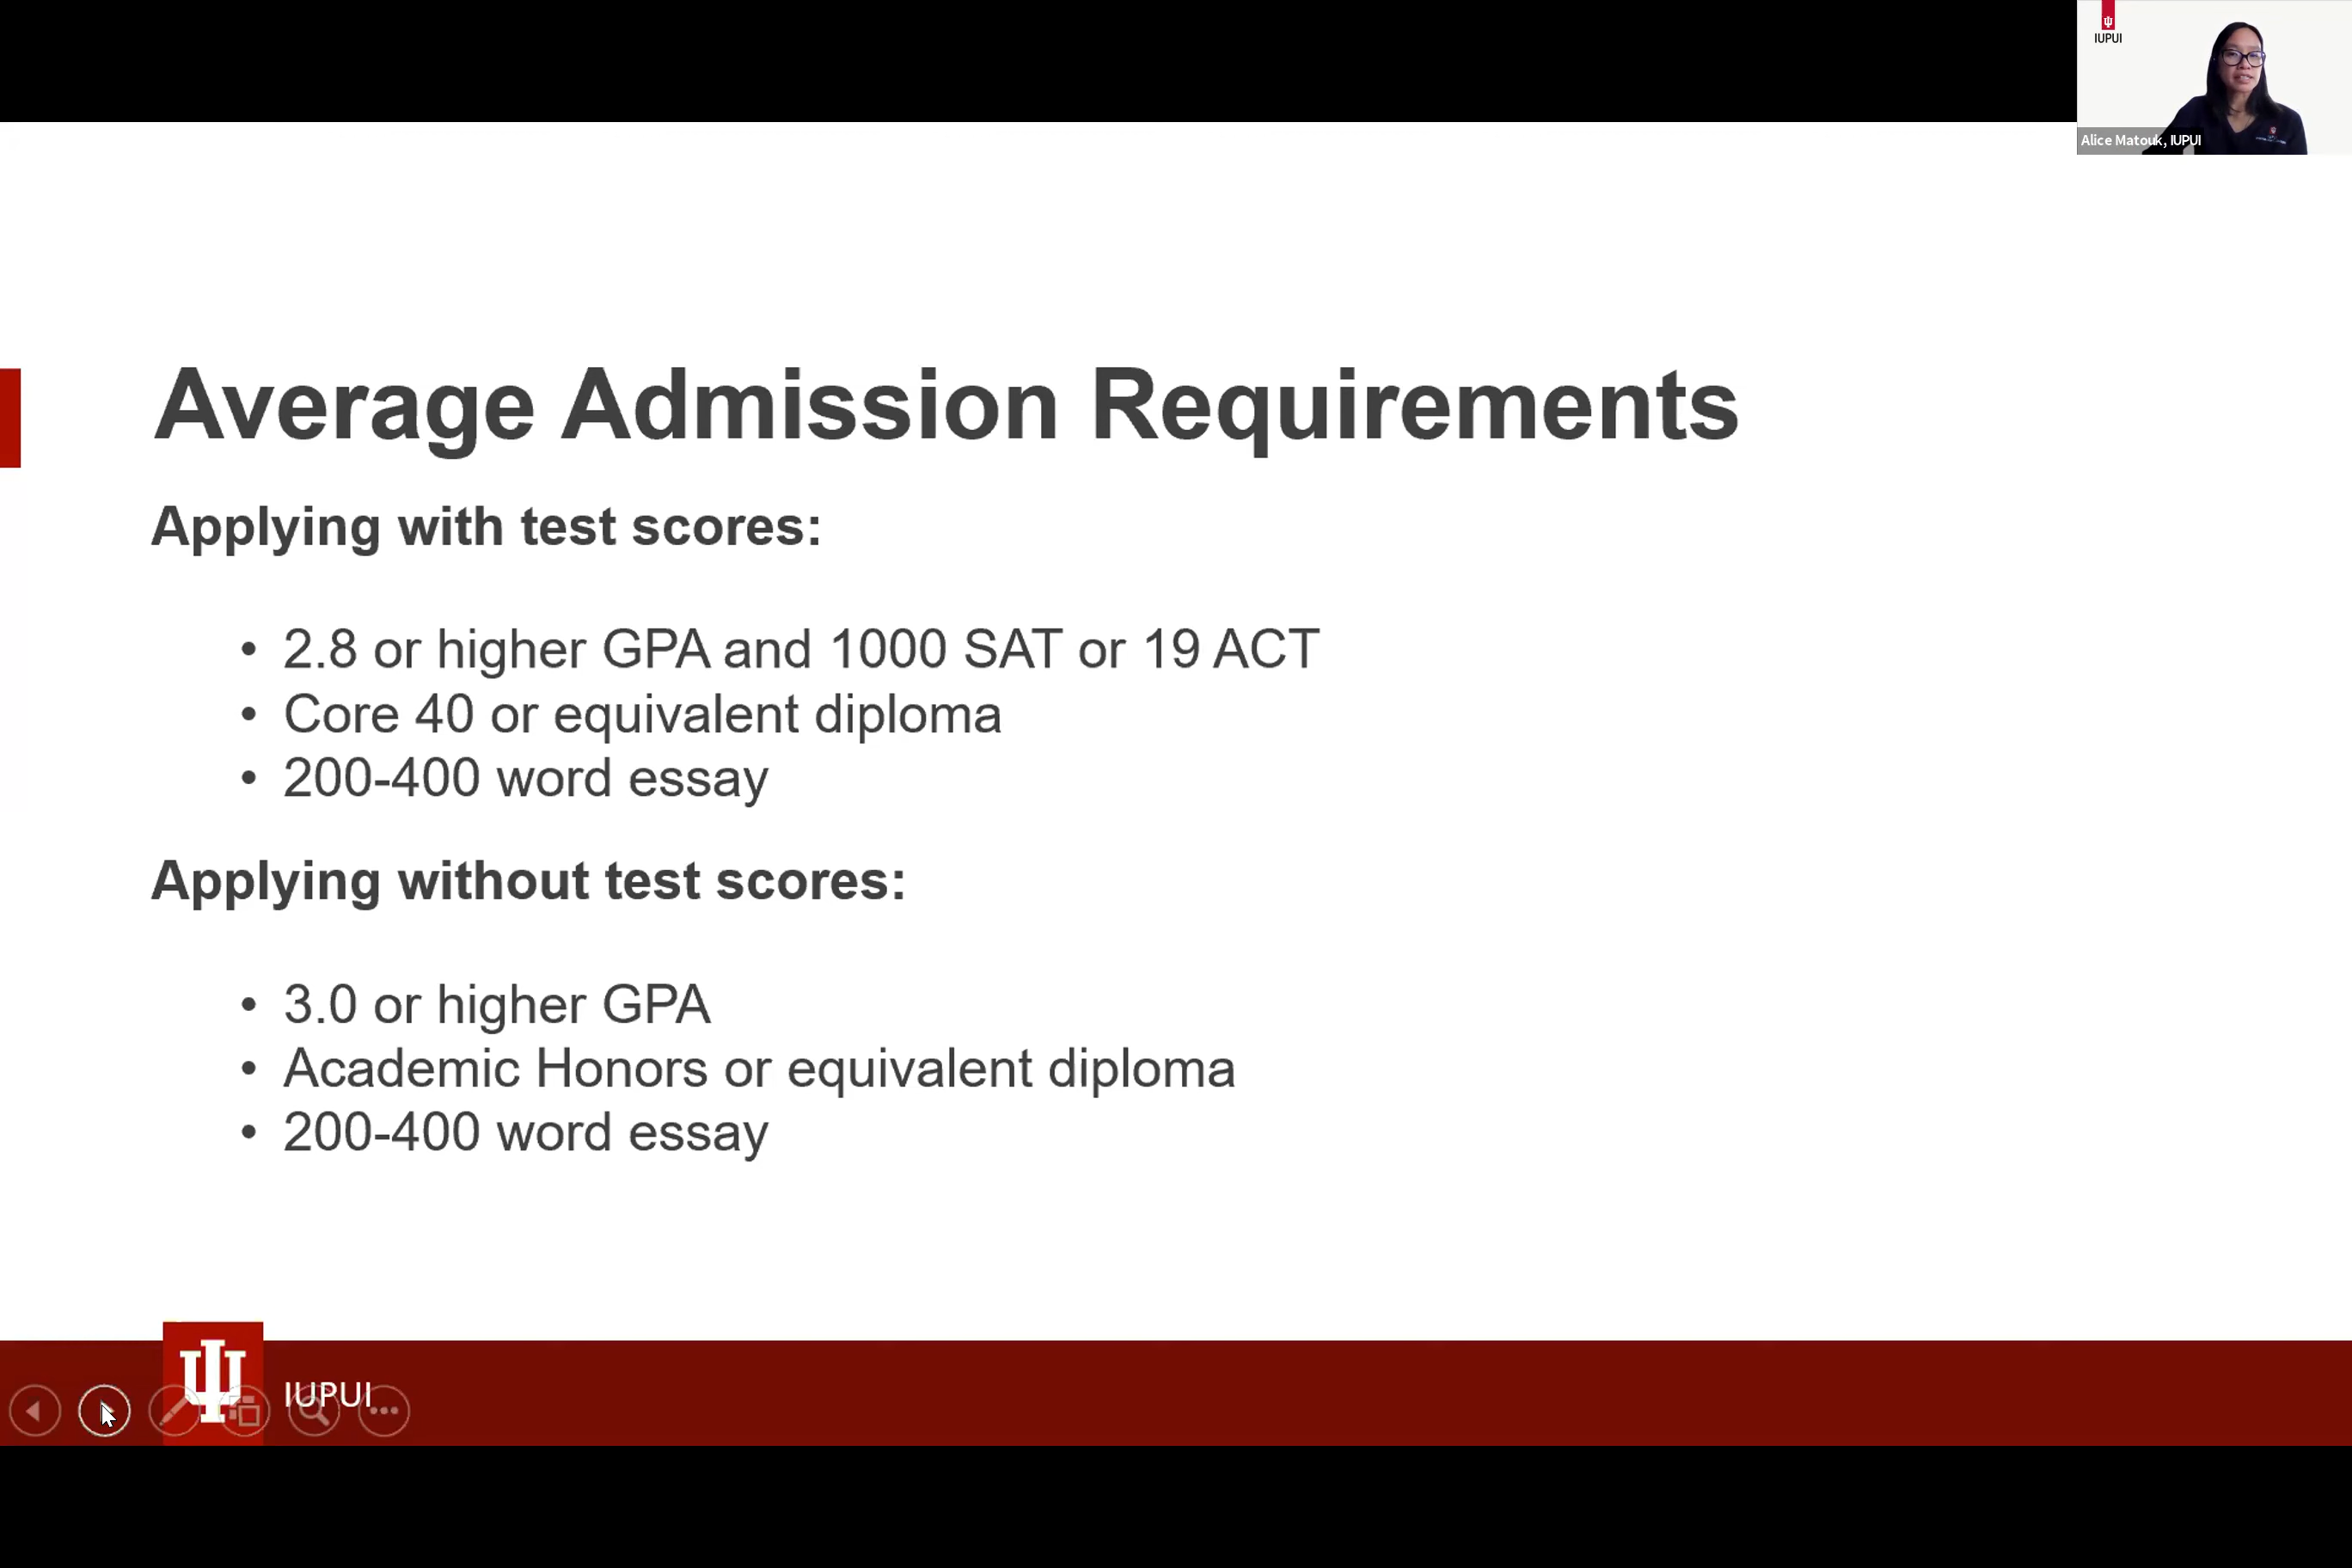 IUPUI
Alice Matouk, IUPUI
Average Admission Requirements
Applying with test scores:
• 2.8 or higher GPA and 1000 SAT or 19 ACT
• Core 40 or equivalent diploma
• 200-400 word essay
Applying without test scores:
• 3.0 or higher GPA
• Academic Honors or equivalent diploma
• 200-400 word essay
IUPUI